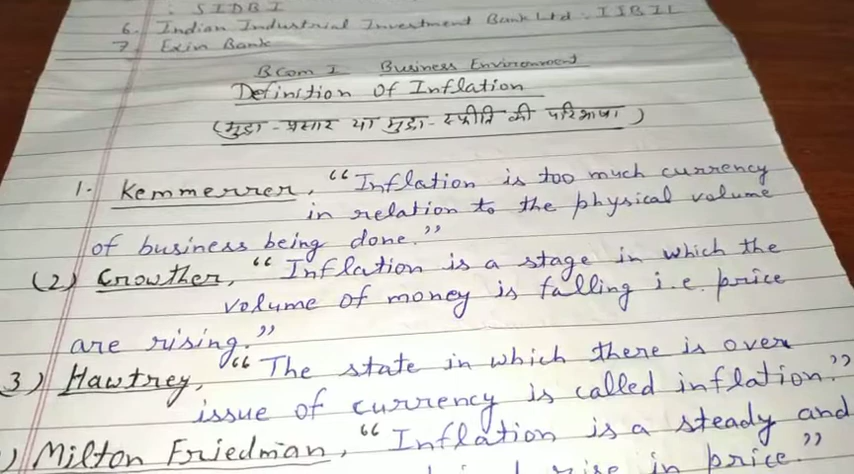 SIDBI
6. Indian Industrial Investment Bank Ltd. IIBIL
7. Exim Bank
BCom I Business Environment
Definition Of Inflation
(मुद्रा - प्रसार या मुद्रा - स्फीति की परिभाषा)
1. Kemmerrer, “Inflation is too much currency
in relation to the physical volume
of business being done.”
(2) Crowther, “Inflation is a stage in which the
volume of money is falling i.e. price
are rising.”
3) Hawtrey, “The state in which there is over
issue of currency is called inflation.”
) Milton Friedman, “Inflation is a steady and
rise in price.”